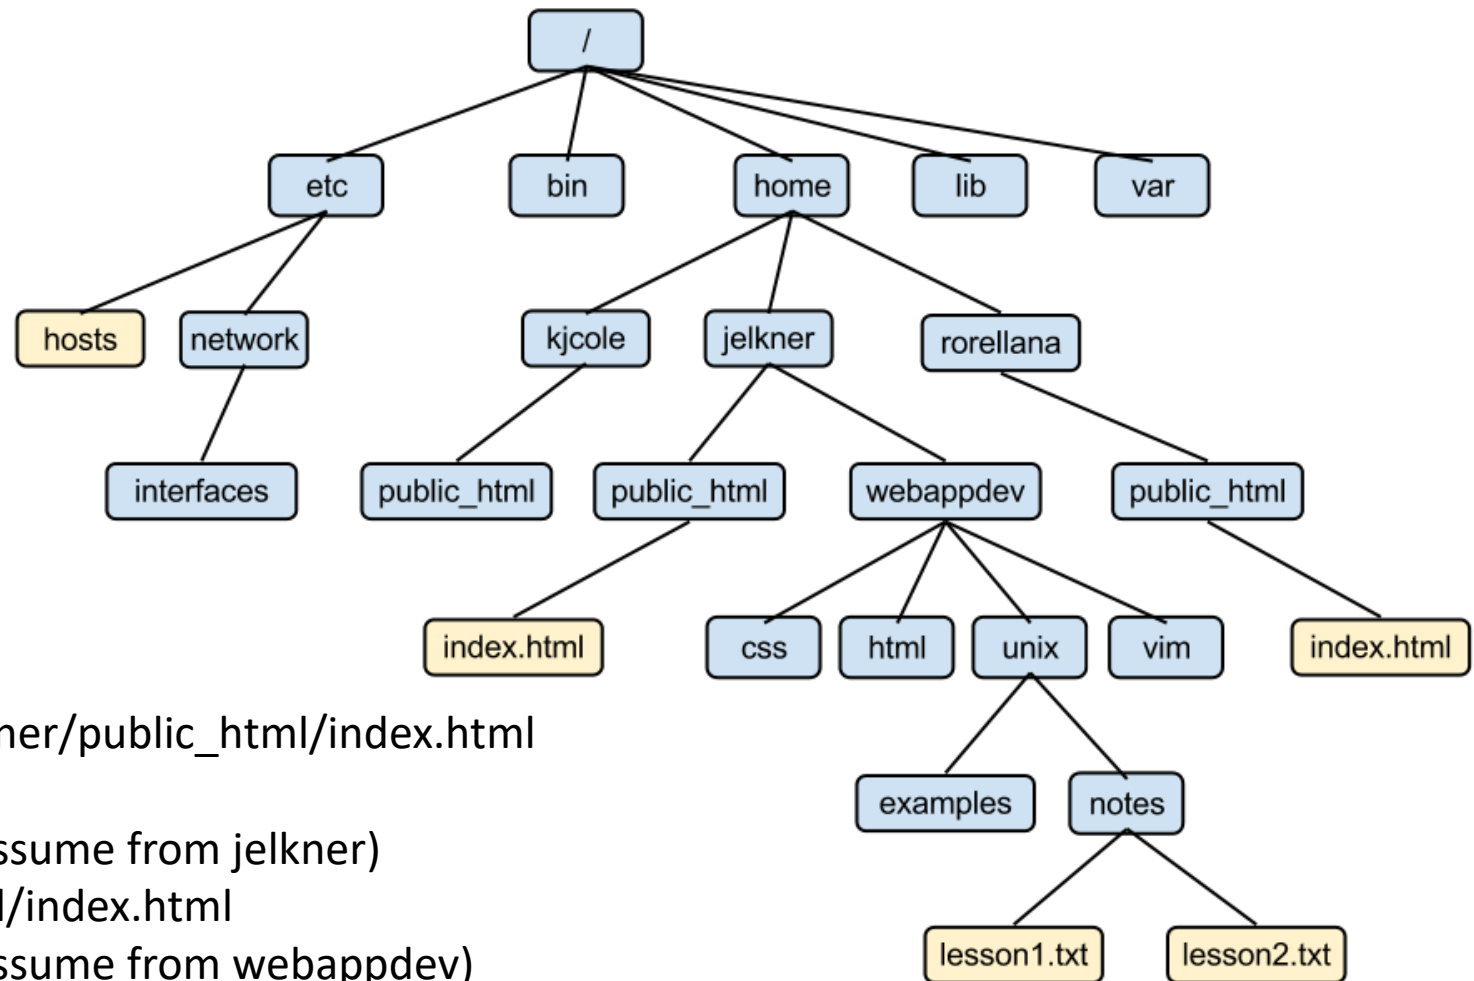 /
etc bin home lib var
hosts network kjcole jelkner rorellana
interfaces public_html public_html webappdev public_html
index.html css html unix vim index.html
ner/public_html/index.html
examples notes
ssume from jelkner)
/index.html
lesson1.txt lesson2.txt
ssume from webappdev)